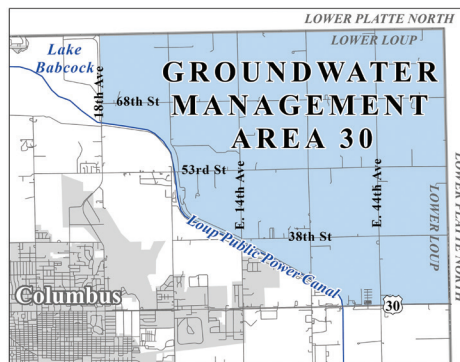 LOWER PLATTE NORTH
LOWER LOUP
Lake
Babcock
GROUNDWATER
MANAGEMENT
AREA 30
18th Ave
68th St
53rd St
E. 14th Ave
E. 44th Ave
38th St
Loup Public Power Canal
LOWER LOUP
LOWER PLATTE NORTH
Columbus
30